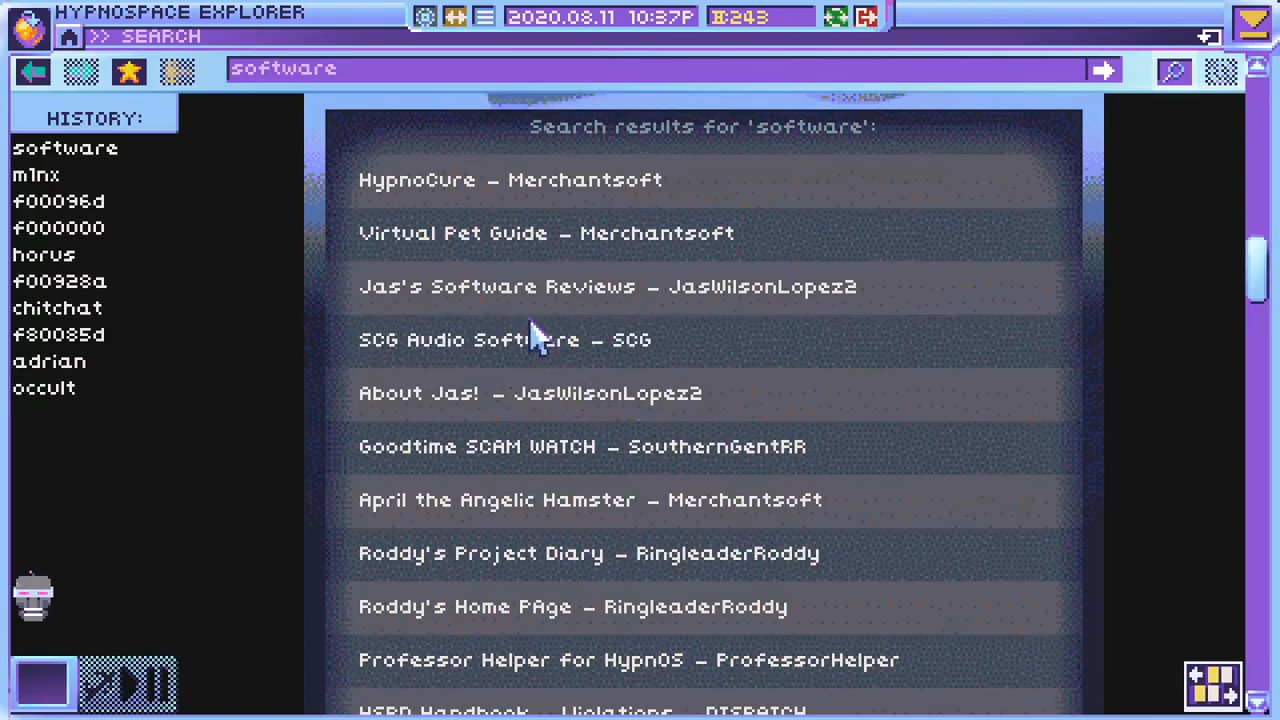 HYPNOSPACE EXPLORER
2020.08.11 10:37P
243
>> SEARCH
software
HISTORY:
software
m1nx
f00096d
f000000
horus
f00928a
chitchat
f80085d
adrian
occult
Search results for 'software':
HypnoCure - Merchantsoft
Virtual Pet Guide - Merchantsoft
Jas's Software Reviews - JasWilsonLopez2
SCG Audio Software - SCG
About Jas! - JasWilsonLopez2
Goodtime SCAM WATCH - SouthernGentRR
April the Angelic Hamster - Merchantsoft
Roddy's Project Diary - RingleaderRoddy
Roddy's Home PAge - RingleaderRoddy
Professor Helper for HypnOS - ProfessorHelper
Handbook - Violations - DISPATCH